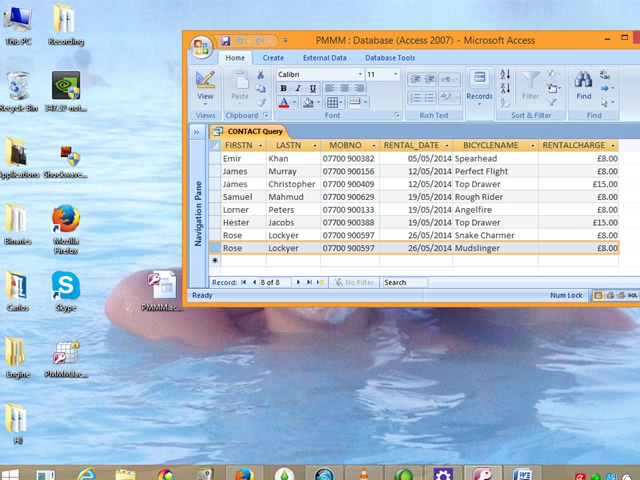 This PC
Recording
Recycle Bin
347.22-not...
Applications
Shockwave...
Binaries
Mozilla
Firefox
Carlos
Skype
PMMM.ac...
Engine
HI
PMMM : Database (Access 2007) - Microsoft Access
Home Create External Data Database Tools
View
Paste
Calibri 11
B I U
Records
Filter
Find
Views Clipboard Font Rich Text Sort & Filter Find
CONTACT Query
Navigation Pane
FIRSTN LASTN MOBNO RENTAL_DATE BICYCLENAME RENTALCHARGE
Emir Khan 07700 900382 05/05/2014 Spearhead £8.00
James Murray 07700 900156 12/05/2014 Perfect Flight £8.00
James Christopher 07700 900409 12/05/2014 Top Drawer £15.00
Samuel Mahmud 07700 900629 19/05/2014 Rough Rider £8.00
Lorner Peters 07700 900133 19/05/2014 Angelfire £8.00
Hester Jacobs 07700 900388 19/05/2014 Top Drawer £15.00
Rose Lockyer 07700 900597 26/05/2014 Snake Charmer £8.00
Rose Lockyer 07700 900597 26/05/2014 Mudslinger £8.00
Record: 8 of 8 No Filter Search
Ready Num Lock SQL